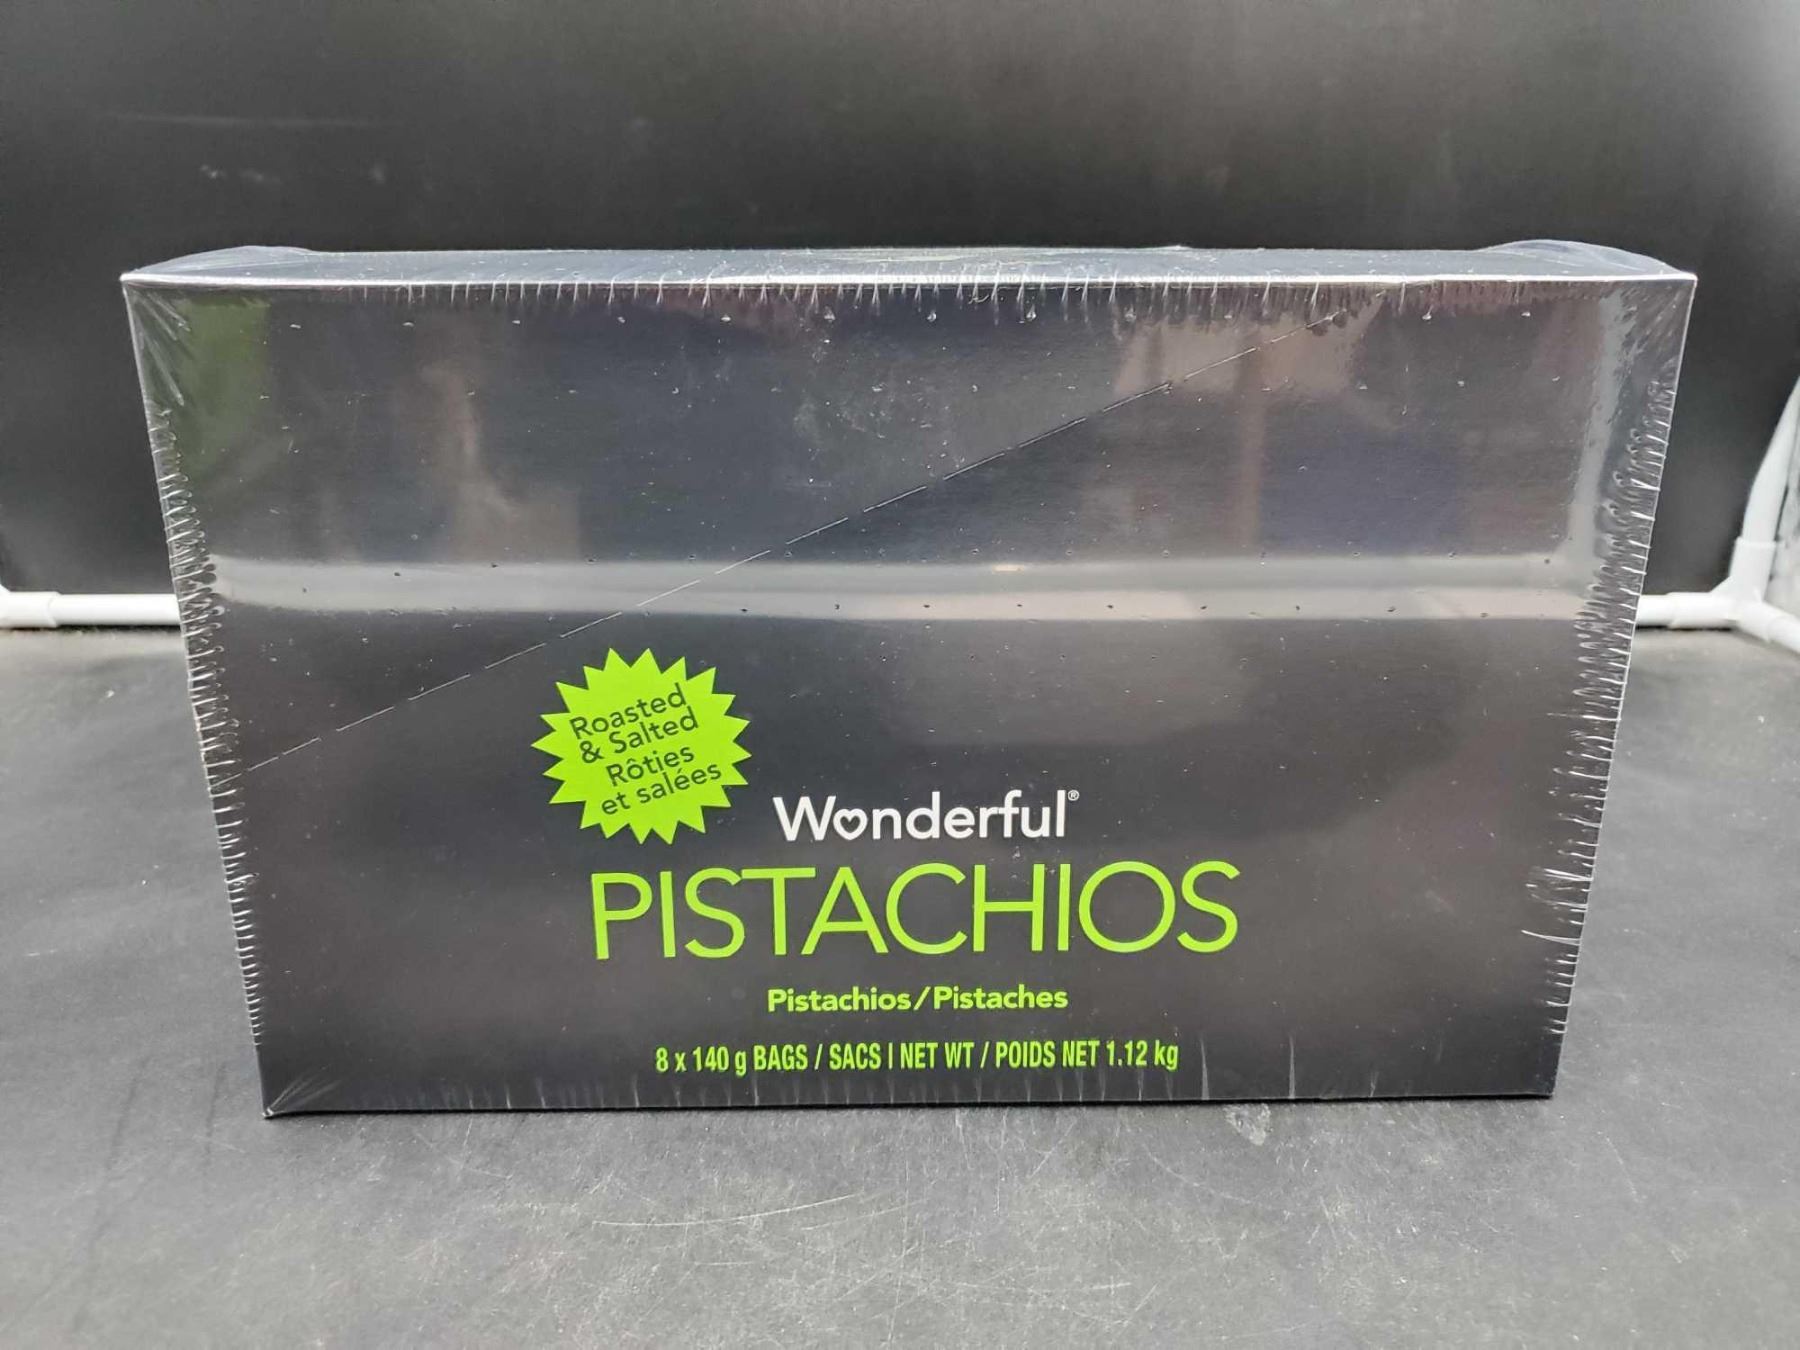 Roasted
& Salted
Rôties
et salées
Wonderful®
PISTACHIOS
Pistachios/Pistaches
8 x 140 g BAGS / SACS | NET WT / POIDS NET 1.12 kg